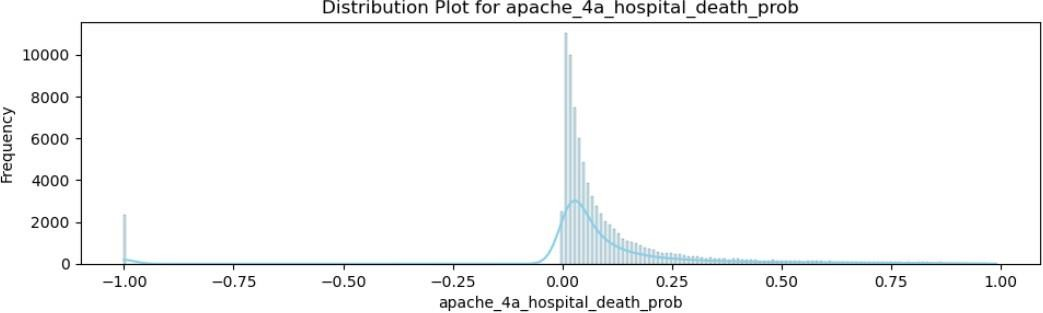 Distribution Plot for apache_4a_hospital_death_prob
Frequency
10000
8000
6000
4000
2000
0
−1.00 −0.75 −0.50 −0.25 0.00 0.25 0.50 0.75 1.00
apache_4a_hospital_death_prob